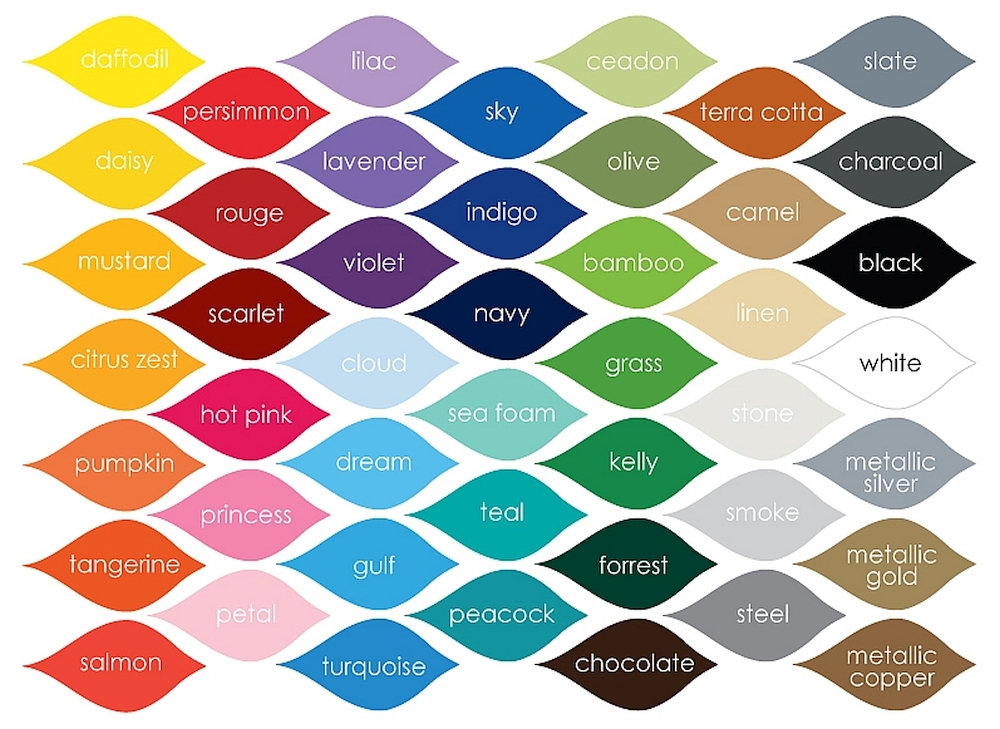 daffodil
lilac
ceadon
slate
persimmon
sky
terra cotta
daisy
lavender
olive
charcoal
rouge
indigo
camel
mustard
violet
bamboo
black
scarlet
navy
linen
citrus zest
cloud
grass
white
hot pink
sea foam
stone
pumpkin
dream
kelly
metallic
silver
princess
teal
smoke
tangerine
gulf
forrest
metallic
gold
petal
peacock
steel
salmon
turquoise
chocolate
metallic
copper